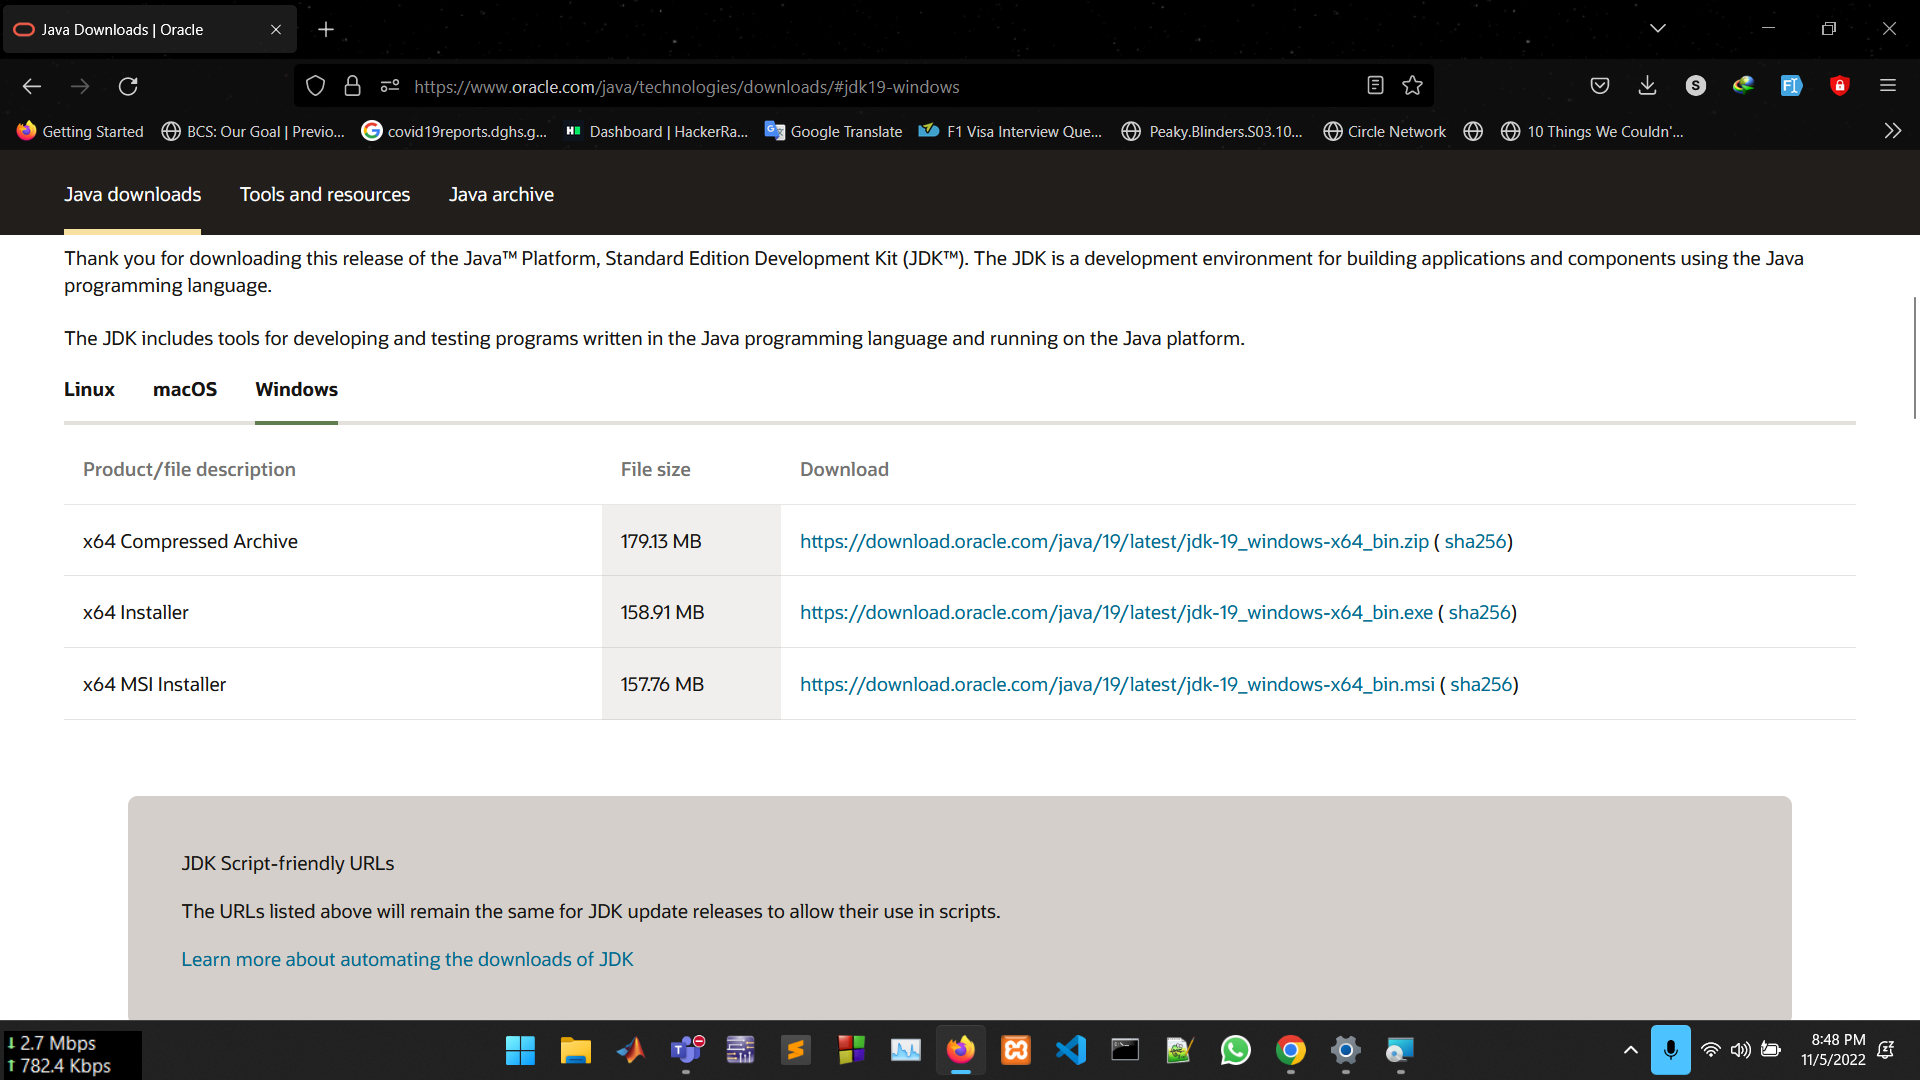 Java Downloads | Oracle
https://www.oracle.com/java/technologies/downloads/#jdk19-windows
Getting Started
BCS: Our Goal | Previo...
covid19reports.dghs.g...
Dashboard | HackerRa...
Google Translate
F1 Visa Interview Que...
Peaky.Blinders.S03.10...
Circle Network
10 Things We Couldn'...
Java downloads
Tools and resources
Java archive
Thank you for downloading this release of the Java™ Platform, Standard Edition Development Kit (JDK™). The JDK is a development environment for building applications and components using the Java
programming language.
The JDK includes tools for developing and testing programs written in the Java programming language and running on the Java platform.
Linux macOS Windows
Product/file description File size Download
x64 Compressed Archive 179.13 MB https://download.oracle.com/java/19/latest/jdk-19_windows-x64_bin.zip ( sha256)
x64 Installer 158.91 MB https://download.oracle.com/java/19/latest/jdk-19_windows-x64_bin.exe ( sha256)
x64 MSI Installer 157.76 MB https://download.oracle.com/java/19/latest/jdk-19_windows-x64_bin.msi ( sha256)
JDK Script-friendly URLs
The URLs listed above will remain the same for JDK update releases to allow their use in scripts.
Learn more about automating the downloads of JDK
2.7 Mbps
782.4 Kbps
8:48 PM
11/5/2022